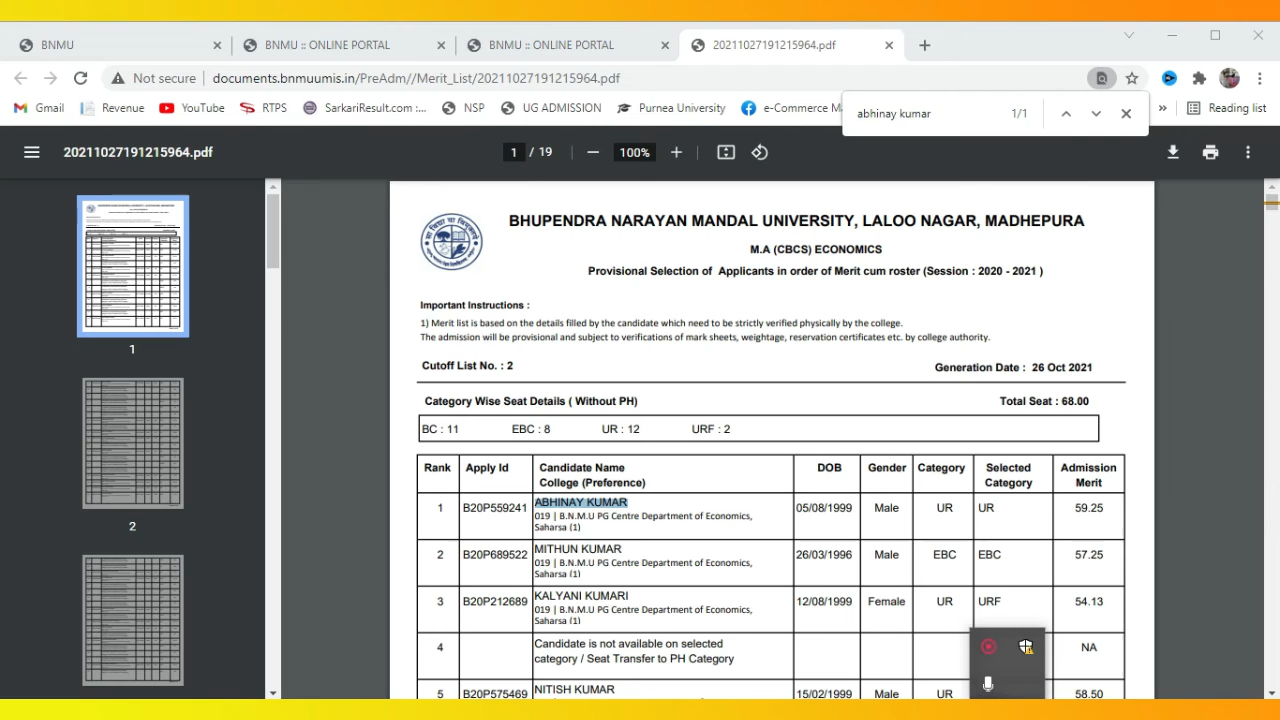 BNMU
BNMU :: ONLINE PORTAL
BNMU :: ONLINE PORTAL
20211027191215964.pdf
Not secure
documents.bnmuumis.in/PreAdm//Merit_List/20211027191215964.pdf
Gmail
Revenue
YouTube
RTPS
SarkariResult.com :...
NSP
UG ADMISSION
Purnea University
e-Commerce
Reading list
abhinay kumar 1/1
20211027191215964.pdf
1 / 19
100%
1
2
BHUPENDRA NARAYAN MANDAL UNIVERSITY, LALOO NAGAR, MADHEPURA
M.A (CBCS) ECONOMICS
Provisional Selection of Applicants in order of Merit cum roster (Session : 2020 - 2021 )
Important Instructions :
1) Merit list is based on the details filled by the candidate which need to be strictly verified physically by the college.
The admission will be provisional and subject to verifications of mark sheets, weightage, reservation certificates etc. by college authority.
Cutoff List No. : 2
Generation Date : 26 Oct 2021
Category Wise Seat Details ( Without PH)
Total Seat : 68.00
BC : 11 EBC : 8 UR : 12 URF : 2
Rank Apply Id Candidate Name DOB Gender Category Selected Admission
College (Preference) Category Merit
1 B20P559241 ABHINAY KUMAR 05/08/1999 Male UR UR 59.25
019 | B.N.M.U PG Centre Department of Economics,
Saharsa (1)
2 B20P689522 MITHUN KUMAR 26/03/1996 Male EBC EBC 57.25
019 | B.N.M.U PG Centre Department of Economics,
Saharsa (1)
3 B20P212689 KALYANI KUMARI 12/08/1999 Female UR URF 54.13
019 | B.N.M.U PG Centre Department of Economics,
Saharsa (1)
4 Candidate is not available on selected NA
category / Seat Transfer to PH Category
5 B20P575469 NITISH KUMAR 15/02/1999 Male UR 58.50